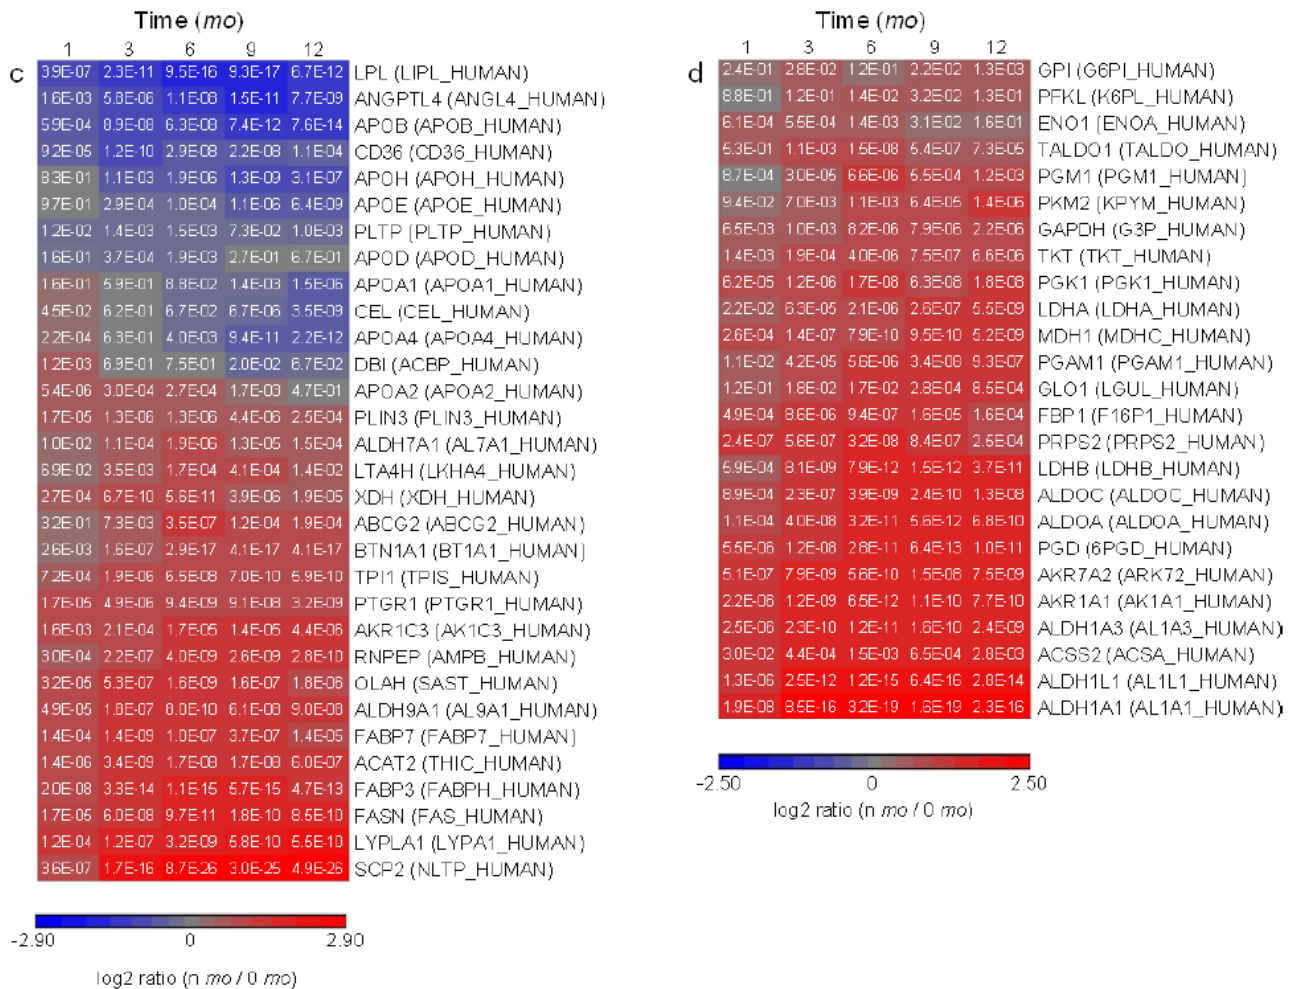 Time (mo)
1 3 6 9 12
c
3.9E-07 2.3E-11 9.5E-16 9.3E-17 6.7E-12 LPL (LIPL_HUMAN)
1.6E-03 5.8E-06 1.1E-08 1.5E-11 7.7E-09 ANGPTL4 (ANGL4_HUMAN)
5.9E-04 8.9E-08 6.3E-08 7.4E-12 7.6E-14 APOB (APOB_HUMAN)
9.2E-05 1.2E-10 2.9E-08 2.2E-08 1.1E-04 CD36 (CD36_HUMAN)
8.3E-01 1.1E-03 1.9E-06 1.3E-09 3.1E-07 APOH (APOH_HUMAN)
9.7E-01 2.9E-04 1.0E-04 1.1E-06 6.4E-09 APOE (APOE_HUMAN)
1.2E-02 1.4E-03 1.5E-03 7.3E-02 1.0E-03 PLTP (PLTP_HUMAN)
1.6E-01 3.7E-04 1.9E-03 2.7E-01 6.7E-01 APOD (APOD_HUMAN)
1.6E-01 5.9E-01 8.8E-02 1.4E-03 1.5E-06 APOA1 (APOA1_HUMAN)
4.5E-02 6.2E-01 6.7E-02 6.7E-06 3.5E-09 CEL (CEL_HUMAN)
2.2E-04 6.3E-01 4.0E-03 9.4E-11 2.2E-12 APOA4 (APOA4_HUMAN)
1.2E-03 6.9E-01 7.5E-01 2.0E-02 6.7E-02 DBI (ACBP_HUMAN)
5.4E-06 3.0E-04 2.7E-04 1.7E-03 4.7E-01 APOA2 (APOA2_HUMAN)
1.7E-05 1.3E-06 1.3E-06 4.4E-06 2.5E-04 PLIN3 (PLIN3_HUMAN)
1.0E-02 1.1E-04 1.9E-06 1.3E-05 1.5E-04 ALDH7A1 (AL7A1_HUMAN)
6.9E-02 3.5E-03 1.7E-04 4.1E-04 1.4E-02 LTA4H (LKHA4_HUMAN)
2.7E-04 6.7E-10 5.6E-11 3.9E-06 1.9E-05 XDH (XDH_HUMAN)
3.2E-01 7.3E-03 3.5E-07 1.2E-04 1.9E-04 ABCG2 (ABCG2_HUMAN)
2.6E-03 1.6E-07 2.9E-17 4.1E-17 4.1E-17 BTN1A1 (BT1A1_HUMAN)
7.2E-04 1.9E-06 6.5E-08 7.0E-10 5.9E-10 TPI1 (TPIS_HUMAN)
1.7E-05 4.9E-06 9.4E-09 9.1E-08 3.2E-09 PTGR1 (PTGR1_HUMAN)
1.6E-03 2.1E-04 1.7E-05 1.4E-05 4.4E-06 AKR1C3 (AK1C3_HUMAN)
3.0E-04 2.2E-07 4.0E-09 2.6E-09 2.8E-10 RNPEP (AMPB_HUMAN)
3.2E-05 5.3E-07 1.6E-09 1.6E-07 1.8E-06 OLAH (SAST_HUMAN)
4.9E-05 1.8E-07 8.0E-10 6.1E-08 9.0E-08 ALDH9A1 (AL9A1_HUMAN)
1.4E-04 1.4E-09 1.0E-07 3.7E-07 1.4E-05 FABP7 (FABP7_HUMAN)
1.4E-06 3.4E-09 1.7E-08 1.7E-08 6.0E-07 ACAT2 (THIC_HUMAN)
2.0E-08 3.3E-14 1.1E-15 5.7E-15 4.7E-13 FABP3 (FABPH_HUMAN)
1.7E-05 6.0E-08 9.7E-11 1.8E-10 8.5E-10 FASN (FAS_HUMAN)
1.2E-04 1.2E-07 3.2E-09 5.8E-10 5.5E-10 LYPLA1 (LYPA1_HUMAN)
3.6E-07 1.7E-16 8.7E-26 3.0E-25 4.9E-26 SCP2 (NLTP_HUMAN)
-2.90 0 2.90
log2 ratio (n mo / 0 mo)
Time (mo)
1 3 6 9 12
d
2.4E-01 2.8E-02 1.2E-01 2.2E-02 1.3E-03 GPI (G6PI_HUMAN)
8.8E-01 1.2E-01 1.4E-02 3.2E-02 1.3E-01 PFKL (K6PL_HUMAN)
6.1E-04 5.5E-04 1.4E-03 3.1E-02 1.6E-01 ENO1 (ENOA_HUMAN)
5.3E-01 1.1E-03 1.5E-08 5.4E-07 7.3E-05 TALDO1 (TALDO_HUMAN)
8.7E-04 3.0E-05 6.6E-06 5.5E-04 1.2E-03 PGM1 (PGM1_HUMAN)
9.4E-02 7.0E-03 1.1E-03 6.4E-05 1.4E-06 PKM2 (KPYM_HUMAN)
6.5E-03 1.0E-03 8.2E-06 7.9E-06 2.2E-06 GAPDH (G3P_HUMAN)
1.4E-03 1.9E-04 4.0E-06 7.5E-07 6.6E-06 TKT (TKT_HUMAN)
6.2E-05 1.2E-06 1.7E-08 6.3E-08 1.8E-08 PGK1 (PGK1_HUMAN)
2.2E-02 6.3E-05 2.1E-06 2.6E-07 5.5E-09 LDHA (LDHA_HUMAN)
2.6E-04 1.4E-07 7.9E-10 9.5E-10 5.2E-09 MDH1 (MDHC_HUMAN)
1.1E-02 4.2E-05 5.6E-06 3.4E-08 9.3E-07 PGAM1 (PGAM1_HUMAN)
1.2E-01 1.8E-02 1.7E-02 2.8E-04 8.5E-04 GLO1 (LGUL_HUMAN)
4.9E-04 8.6E-06 9.4E-07 1.6E-05 1.6E-04 FBP1 (F16P1_HUMAN)
2.4E-07 5.6E-07 3.2E-08 8.4E-07 2.5E-04 PRPS2 (PRPS2_HUMAN)
5.9E-04 8.1E-09 7.9E-12 1.5E-12 3.7E-11 LDHB (LDHB_HUMAN)
8.9E-04 2.3E-07 3.9E-09 2.4E-10 1.3E-08 ALDOC (ALDOC_HUMAN)
1.1E-04 4.0E-08 3.2E-11 5.6E-12 6.8E-10 ALDOA (ALDOA_HUMAN)
5.5E-06 1.2E-08 2.8E-11 6.4E-13 1.0E-11 PGD (6PGD_HUMAN)
5.1E-07 7.9E-09 5.6E-10 1.5E-08 7.5E-09 AKR7A2 (ARK72_HUMAN)
2.2E-06 1.2E-09 6.5E-12 1.1E-10 7.7E-10 AKR1A1 (AK1A1_HUMAN)
2.5E-06 2.3E-10 1.2E-11 1.6E-10 2.4E-09 ALDH1A3 (AL1A3_HUMAN)
3.0E-02 4.4E-04 1.5E-03 6.5E-04 2.8E-03 ACSS2 (ACSA_HUMAN)
1.3E-06 2.5E-12 1.2E-15 6.4E-16 2.8E-14 ALDH1L1 (AL1L1_HUMAN)
1.9E-08 8.5E-16 3.2E-19 1.6E-19 2.3E-16 ALDH1A1 (AL1A1_HUMAN)
-2.50 0 2.50
log2 ratio (n mo / 0 mo)